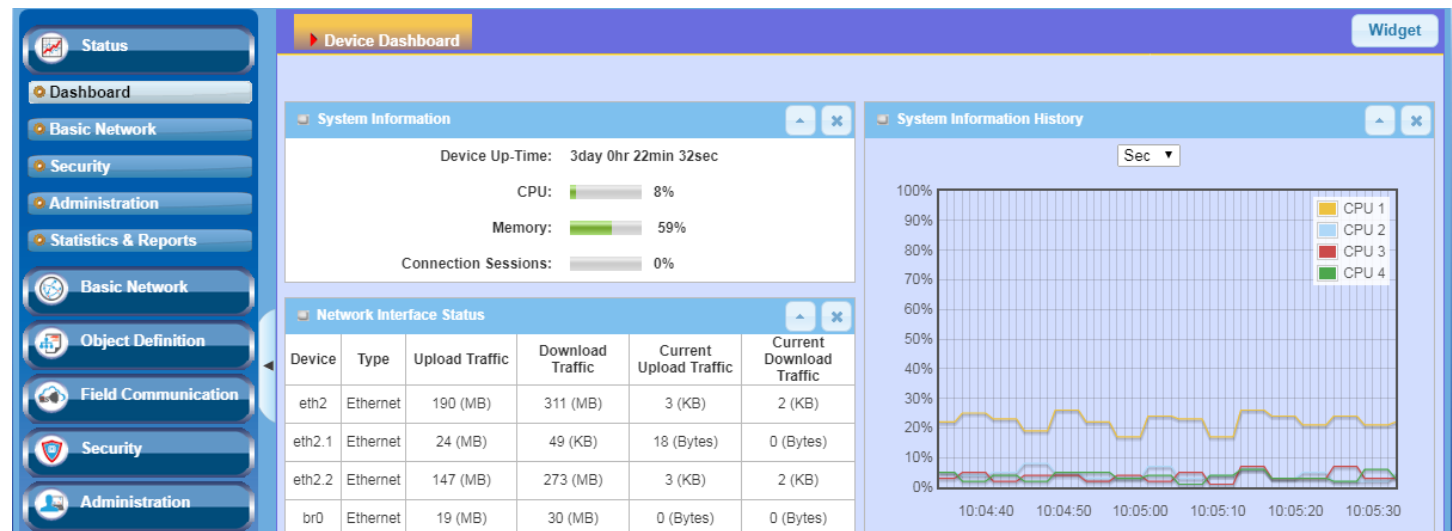 Status
Dashboard
Basic Network
Security
Administration
Statistics & Reports
Basic Network
Object Definition
Field Communication
Security
Administration
Device Dashboard
Widget
System Information
Device Up-Time: 3day 0hr 22min 32sec
CPU: 8%
Memory: 59%
Connection Sessions: 0%
Network Interface Status
Device Type Upload Traffic Download Traffic Current Upload Traffic Current Download Traffic
eth2 Ethernet 190 (MB) 311 (MB) 3 (KB) 2 (KB)
eth2.1 Ethernet 24 (MB) 49 (KB) 18 (Bytes) 0 (Bytes)
eth2.2 Ethernet 147 (MB) 273 (MB) 3 (KB) 2 (KB)
br0 Ethernet 19 (MB) 30 (MB) 0 (Bytes) 0 (Bytes)
System Information History
Sec
100%
90%
80%
70%
60%
50%
40%
30%
20%
10%
0%
CPU 1
CPU 2
CPU 3
CPU 4
10:04:40 10:04:50 10:05:00 10:05:10 10:05:20 10:05:30